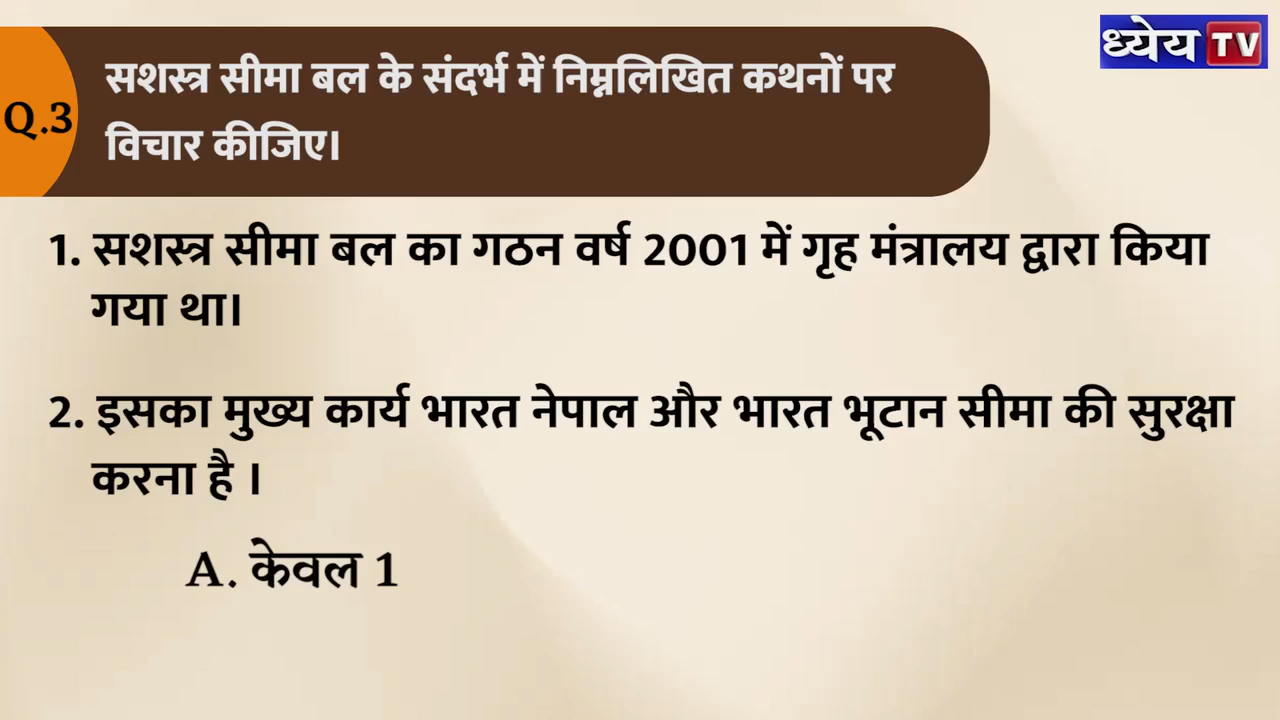 ध्येय TV
Q.3
सशस्त्र सीमा बल के संदर्भ में निम्नलिखित कथनों पर
विचार कीजिए।
1. सशस्त्र सीमा बल का गठन वर्ष 2001 में गृह मंत्रालय द्वारा किया
गया था।
2. इसका मुख्य कार्य भारत नेपाल और भारत भूटान सीमा की सुरक्षा
करना है ।
A. केवल 1